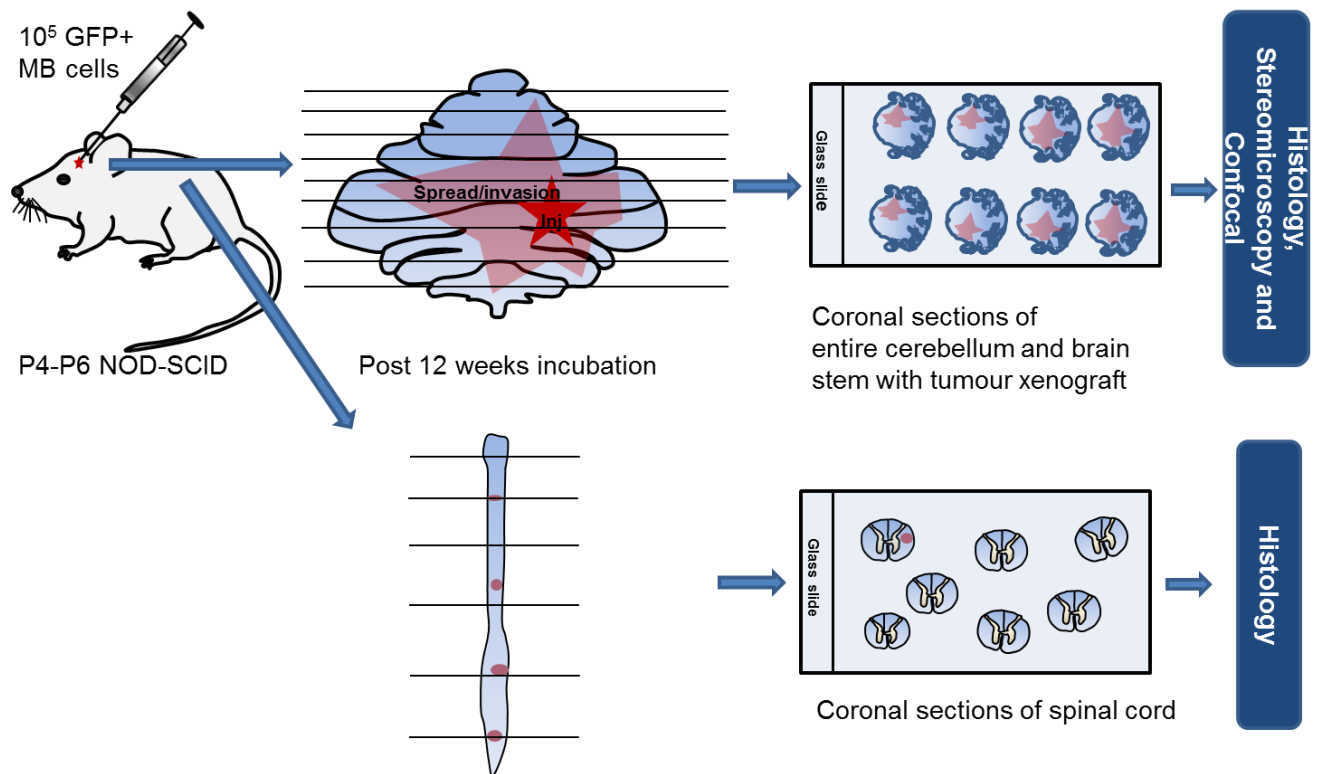 10⁵ GFP+
MB cells
P4-P6 NOD-SCID
Spread/invasion
Inj
Post 12 weeks incubation
Glass slide
Coronal sections of
entire cerebellum and brain
stem with tumour xenograft
Histology,
Stereomicroscopy and
Confocal
Glass slide
Coronal sections of spinal cord
Histology